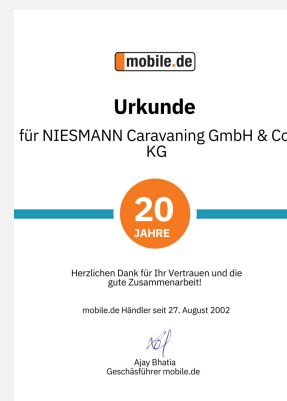 mobile.de
Urkunde
für NIESMANN Caravaning GmbH & Co
KG
20
JAHRE
Herzlichen Dank für Ihr Vertrauen und die
gute Zusammenarbeit!
mobile.de Händler seit 27. August 2002
Ajay Bhatia
Geschäsführer mobile.de